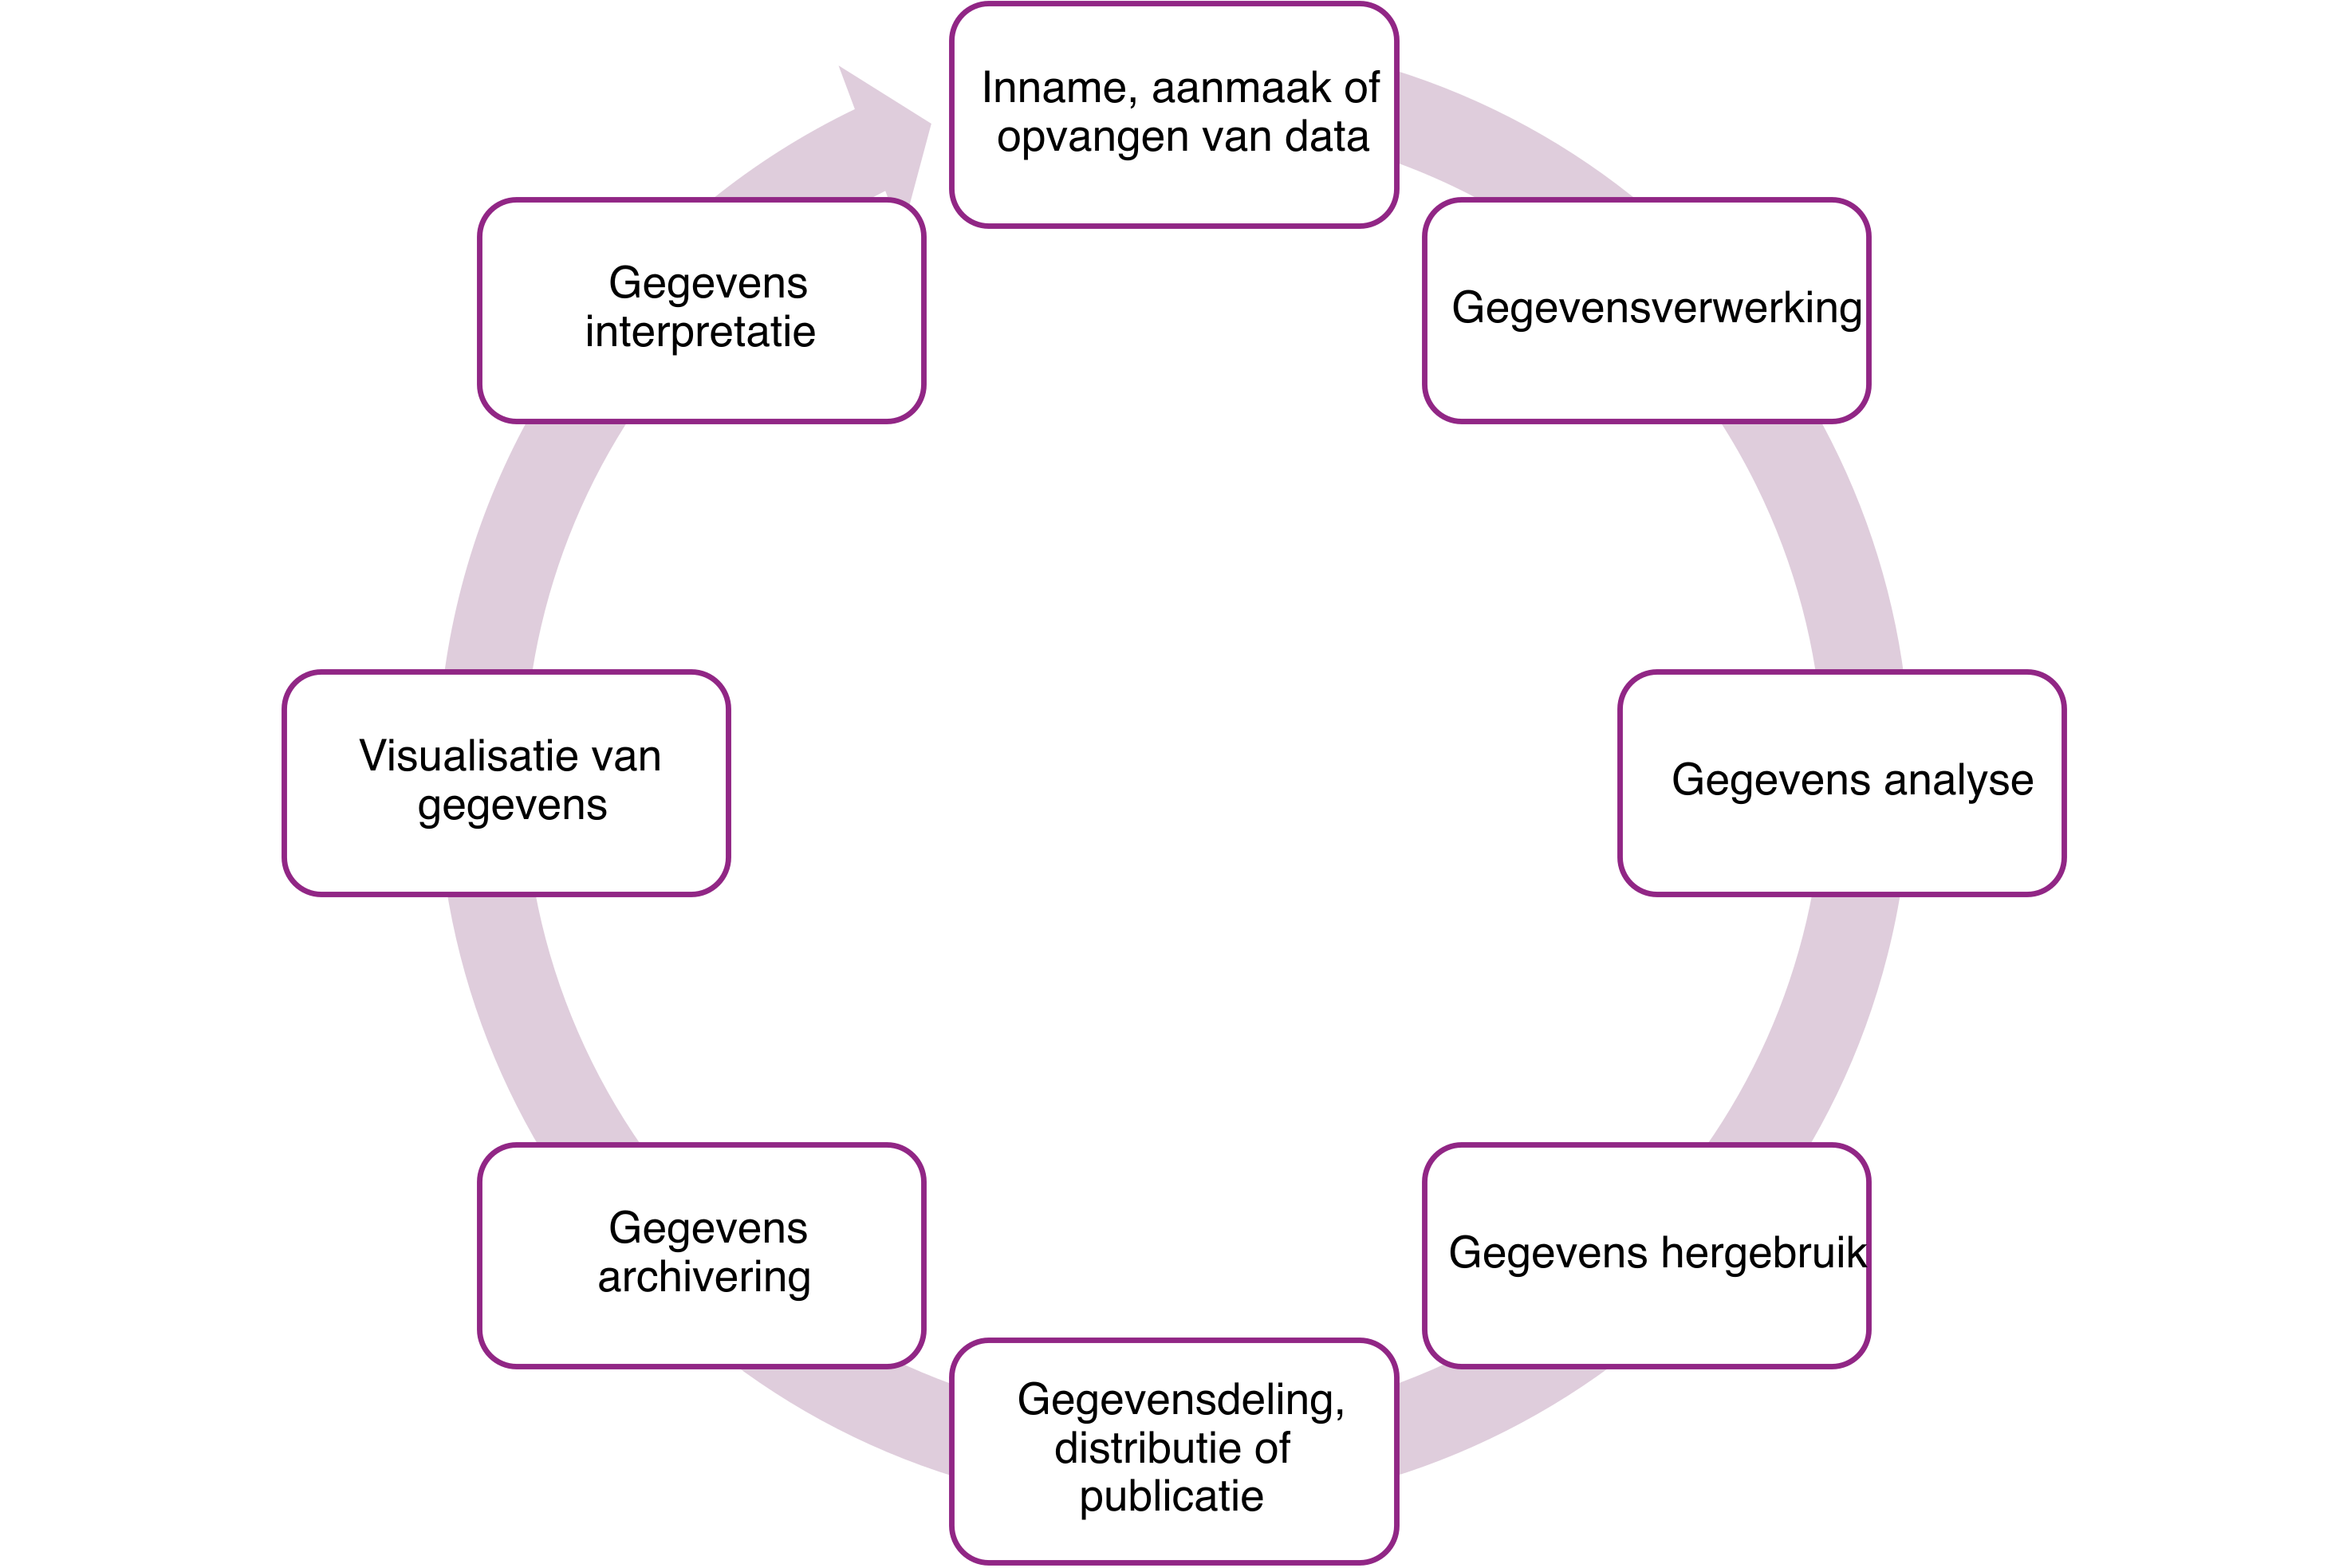 Inname, aanmaak of
opvangen van data
Gegevensverwerking
Gegevens analyse
Gegevens hergebruik
Gegevensdeling,
distributie of
publicatie
Gegevens
archivering
Visualisatie van
gegevens
Gegevens
interpretatie